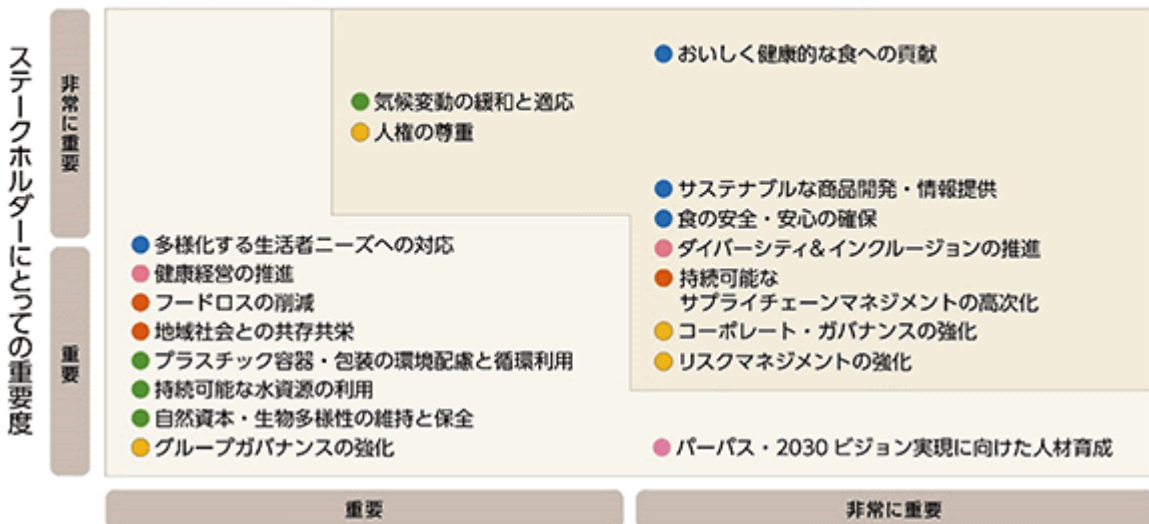 ステークホルダーにとっての重要度
非常に重要
重要
おいしく健康的な食への貢献
気候変動の緩和と適応
人権の尊重
サステナブルな商品開発・情報提供
食の安全・安心の確保
ダイバーシティ&インクルージョンの推進
持続可能な
サプライチェーンマネジメントの高次化
コーポレート・ガバナンスの強化
リスクマネジメントの強化
多様化する生活者ニーズへの対応
健康経営の推進
フードロスの削減
地域社会との共存共栄
プラスチック容器・包装の環境配慮と循環利用
持続可能な水資源の利用
自然資本・生物多様性の維持と保全
グループガバナンスの強化
パーパス・2030 ビジョン実現に向けた人材育成
重要
非常に重要